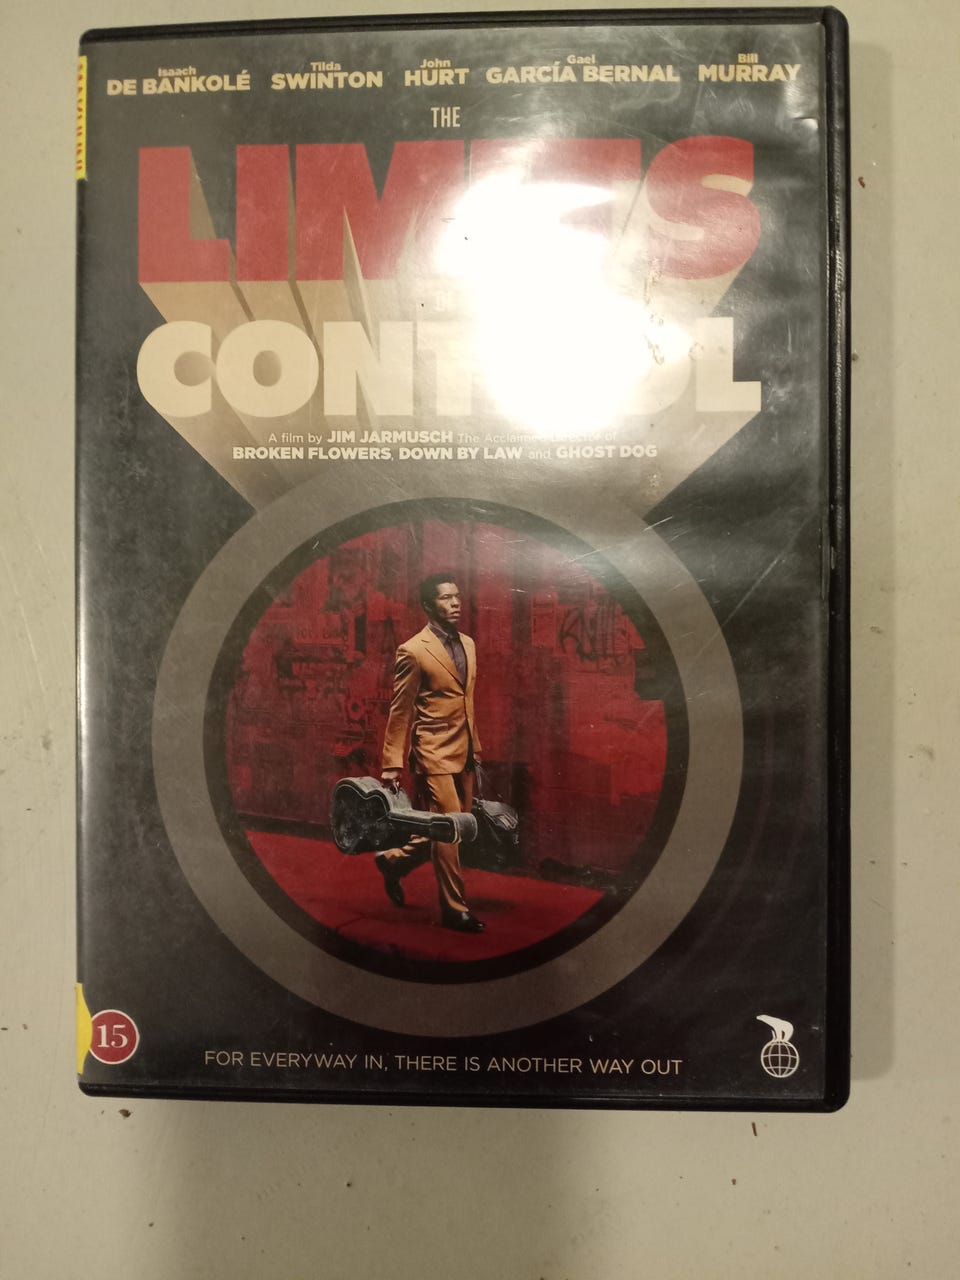 Isaach Tilda John Gael Bill
DE BANKOLÉ SWINTON HURT GARCÍA BERNAL MURRAY
THE
LIMITS
CONTROL
A film by JIM JARMUSCH The Acclaimed Director of
BROKEN FLOWERS, DOWN BY LAW and GHOST DOG
15
FOR EVERYWAY IN, THERE IS ANOTHER WAY OUT